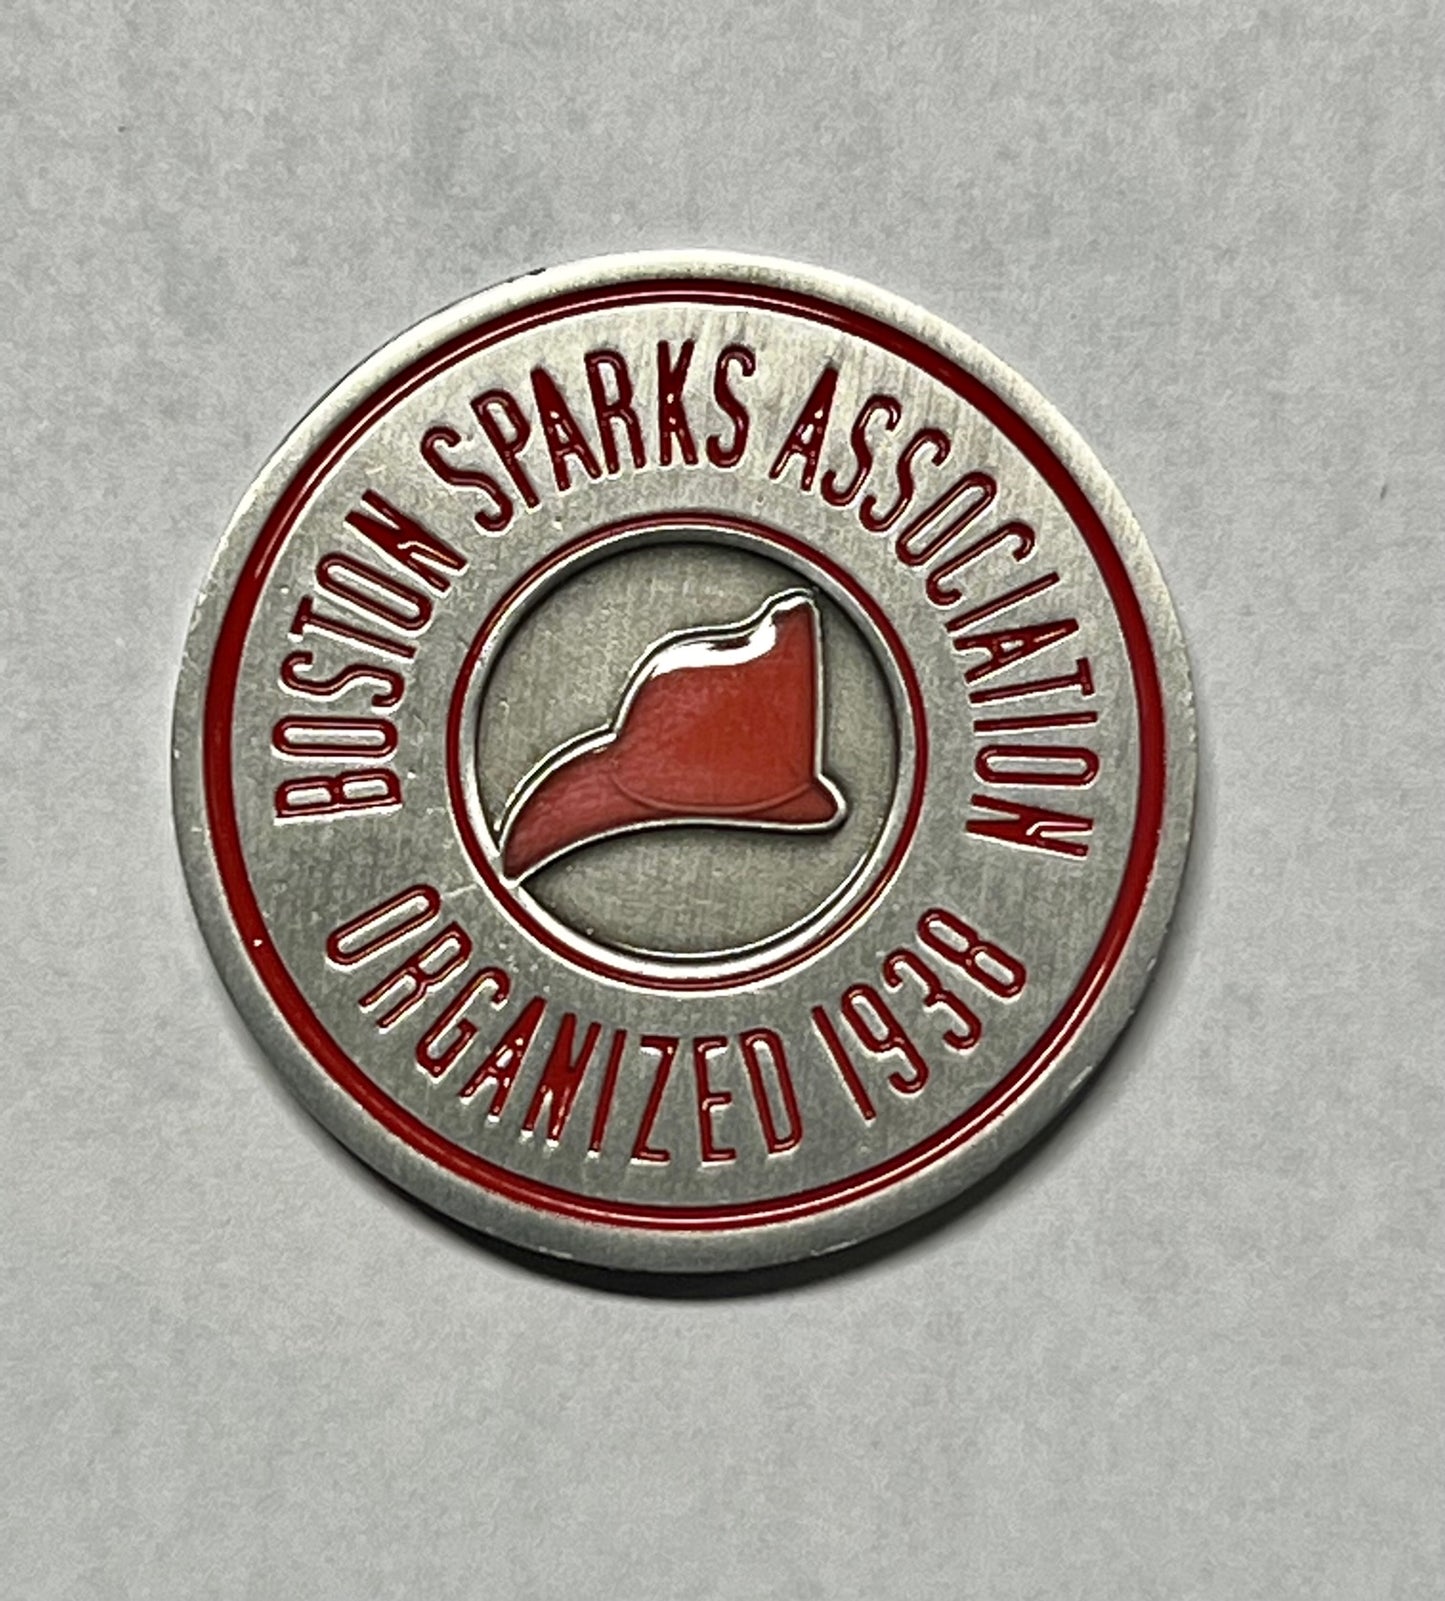 BOSTON SPARKS ASSOCIATION
ORGANIZED 1938